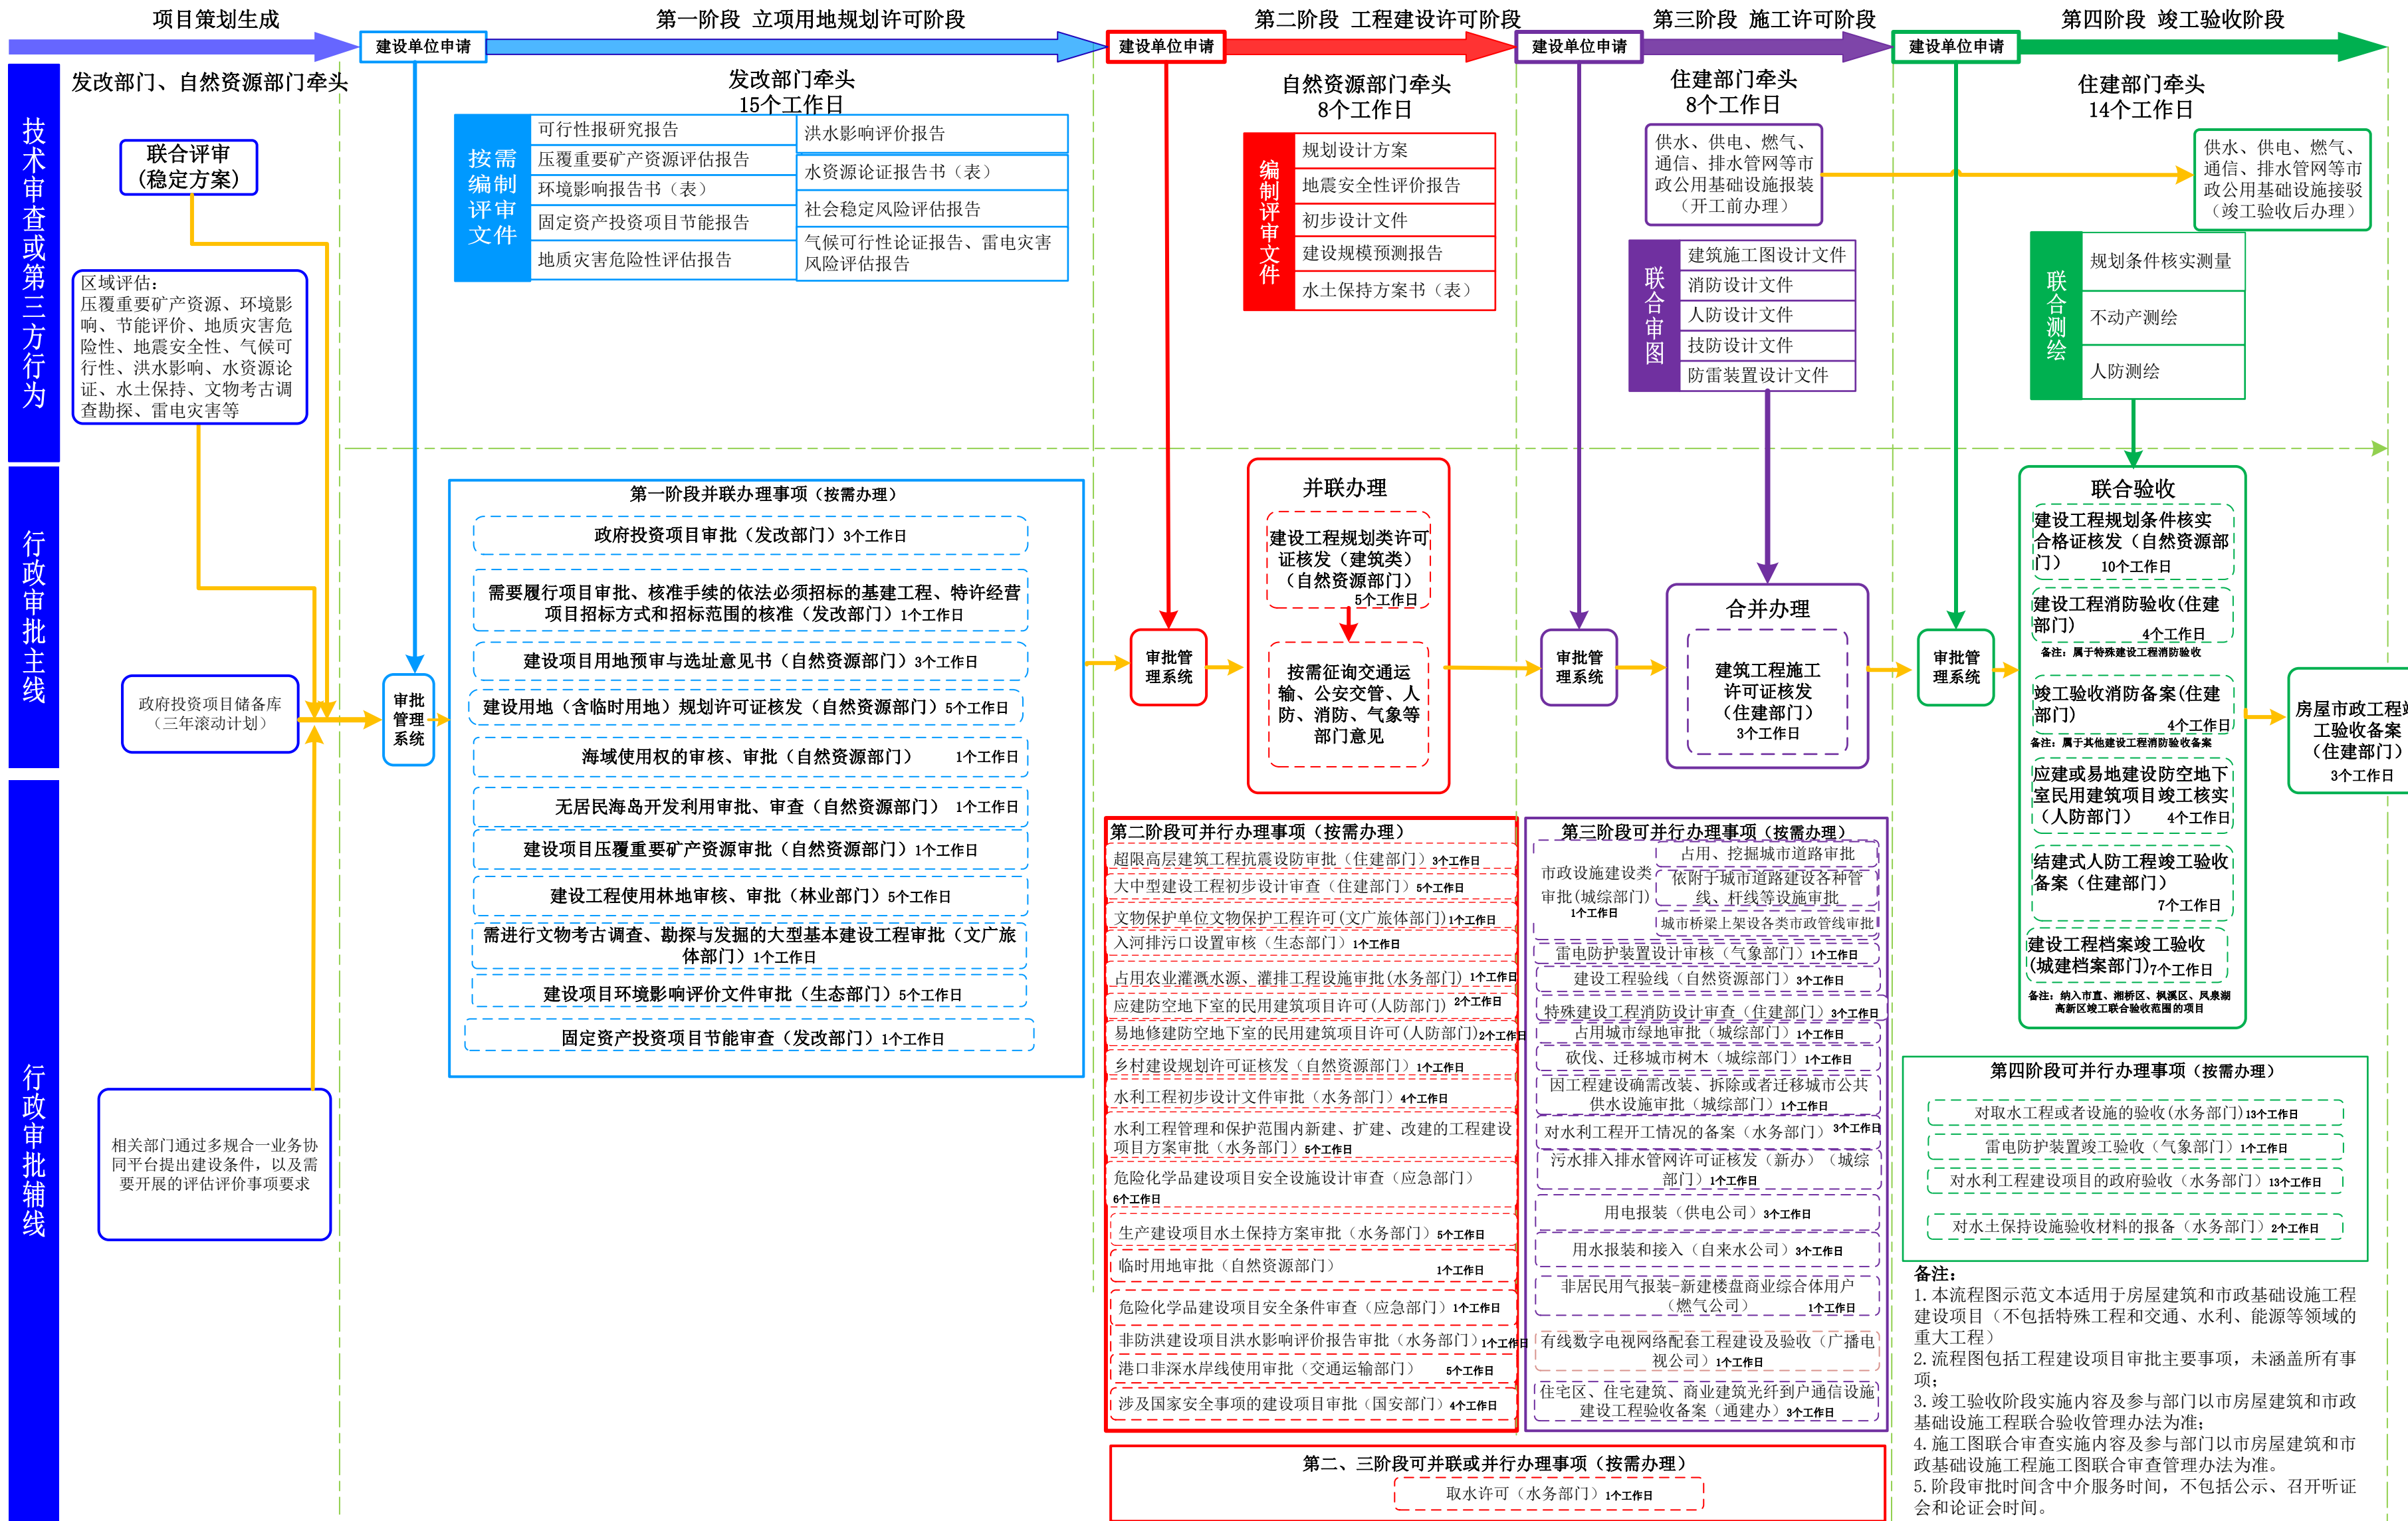 项目策划生成
第一阶段 立项用地规划许可阶段
第二阶段 工程建设许可阶段
第三阶段 施工许可阶段
第四阶段 竣工验收阶段
建设单位申请
建设单位申请
建设单位申请
建设单位申请
技术审查或第三方行为
行政审批主线
行政审批辅线
发改部门、自然资源部门牵头
联合评审
(稳定方案)
区域评估：
压覆重要矿产资源、环境影
响、节能评价、地质灾害危
险性、地震安全性、气候可
行性、洪水影响、水资源论
证、水土保持、文物考古调
查勘探、雷电灾害等
政府投资项目储备库
（三年滚动计划）
相关部门通过多规合一业务协
同平台提出建设条件，以及需
要开展的评估评价事项要求
发改部门牵头
15个工作日
按需
编制
评审
文件
可行性报研究报告
压覆重要矿产资源评估报告
环境影响报告书（表）
固定资产投资项目节能报告
地质灾害危险性评估报告
洪水影响评价报告
水资源论证报告书（表）
社会稳定风险评估报告
气候可行性论证报告、雷电灾害
风险评估报告
审批
管理
系统
第一阶段并联办理事项（按需办理）
政府投资项目审批（发改部门）3个工作日
需要履行项目审批、核准手续的依法必须招标的基建工程、特许经营
项目招标方式和招标范围的核准（发改部门）1个工作日
建设项目用地预审与选址意见书（自然资源部门）3个工作日
建设用地（含临时用地）规划许可证核发（自然资源部门）5个工作日
海域使用权的审核、审批（自然资源部门） 1个工作日
无居民海岛开发利用审批、审查（自然资源部门） 1个工作日
建设项目压覆重要矿产资源审批（自然资源部门）1个工作日
建设工程使用林地审核、审批（林业部门）5个工作日
需进行文物考古调查、勘探与发掘的大型基本建设工程审批（文广旅
体部门）1个工作日
建设项目环境影响评价文件审批（生态部门）5个工作日
固定资产投资项目节能审查（发改部门）1个工作日
自然资源部门牵头
8个工作日
编制评审文件
规划设计方案
地震安全性评价报告
初步设计文件
建设规模预测报告
水土保持方案书（表）
审批管
理系统
并联办理
建设工程规划类许可
证核发（建筑类）
（自然资源部门）
5个工作日
按需征询交通运
输、公安交管、人
防、消防、气象等
部门意见
第二阶段可并行办理事项（按需办理）
超限高层建筑工程抗震设防审批（住建部门）3个工作日
大中型建设工程初步设计审查（住建部门）5个工作日
文物保护单位文物保护工程许可(文广旅体部门)1个工作日
入河排污口设置审核（生态部门）1个工作日
占用农业灌溉水源、灌排工程设施审批(水务部门) 1个工作日
应建防空地下室的民用建筑项目许可(人防部门) 2个工作日
易地修建防空地下室的民用建筑项目许可(人防部门)2个工作日
乡村建设规划许可证核发（自然资源部门）1个工作日
水利工程初步设计文件审批（水务部门）4个工作日
水利工程管理和保护范围内新建、扩建、改建的工程建设
项目方案审批（水务部门）5个工作日
危险化学品建设项目安全设施设计审查（应急部门）
6个工作日
生产建设项目水土保持方案审批（水务部门）5个工作日
临时用地审批（自然资源部门） 1个工作日
危险化学品建设项目安全条件审查（应急部门）1个工作日
非防洪建设项目洪水影响评价报告审批（水务部门）1个工作日
港口非深水岸线使用审批（交通运输部门） 5个工作日
涉及国家安全事项的建设项目审批（国安部门）4个工作日
第二、三阶段可并联或并行办理事项（按需办理）
取水许可（水务部门）1个工作日
住建部门牵头
8个工作日
供水、供电、燃气、
通信、排水管网等市
政公用基础设施报装
（开工前办理）
联合审图
建筑施工图设计文件
消防设计文件
人防设计文件
技防设计文件
防雷装置设计文件
审批管
理系统
合并办理
建筑工程施工
许可证核发
（住建部门）
3个工作日
第三阶段可并行办理事项（按需办理）
市政设施建设类
审批(城综部门)
1个工作日
占用、挖掘城市道路审批
依附于城市道路建设各种管
线、杆线等设施审批
城市桥梁上架设各类市政管线审批
雷电防护装置设计审核（气象部门）1个工作日
建设工程验线（自然资源部门）3个工作日
特殊建设工程消防设计审查（住建部门）3个工作日
占用城市绿地审批（城综部门）1个工作日
砍伐、迁移城市树木（城综部门）1个工作日
因工程建设确需改装、拆除或者迁移城市公共
供水设施审批（城综部门）1个工作日
对水利工程开工情况的备案（水务部门） 3个工作日
污水排入排水管网许可证核发（新办）（城综
部门）1个工作日
用电报装（供电公司）3个工作日
用水报装和接入（自来水公司）3个工作日
非居民用气报装-新建楼盘商业综合体用户
（燃气公司） 1个工作日
有线数字电视网络配套工程建设及验收（广播电
视公司）1个工作日
住宅区、住宅建筑、商业建筑光纤到户通信设施
建设工程验收备案（通建办）3个工作日
住建部门牵头
14个工作日
供水、供电、燃气、
通信、排水管网等市
政公用基础设施接驳
（竣工验收后办理）
联合测绘
规划条件核实测量
不动产测绘
人防测绘
审批管
理系统
联合验收
建设工程规划条件核实
合格证核发（自然资源部
门） 10个工作日
建设工程消防验收(住建
部门) 4个工作日
备注：属于特殊建设工程消防验收
竣工验收消防备案(住建
部门) 4个工作日
备注：属于其他建设工程消防验收备案
应建或易地建设防空地下
室民用建筑项目竣工核实
（人防部门） 4个工作日
结建式人防工程竣工验收
备案（住建部门）
7个工作日
建设工程档案竣工验收
(城建档案部门)7个工作日
备注：纳入市直、湘桥区、枫溪区、凤泉湖
高新区竣工联合验收范围的项目
房屋市政工程竣
工验收备案
（住建部门）
3个工作日
第四阶段可并行办理事项（按需办理）
对取水工程或者设施的验收(水务部门)13个工作日
雷电防护装置竣工验收（气象部门）1个工作日
对水利工程建设项目的政府验收（水务部门）13个工作日
对水土保持设施验收材料的报备（水务部门）2个工作日
备注：
1.本流程图示范文本适用于房屋建筑和市政基础设施工程
建设项目（不包括特殊工程和交通、水利、能源等领域的
重大工程）
2.流程图包括工程建设项目审批主要事项，未涵盖所有事
项；
3.竣工验收阶段实施内容及参与部门以市房屋建筑和市政
基础设施工程联合验收管理办法为准；
4.施工图联合审查实施内容及参与部门以市房屋建筑和市
政基础设施工程施工图联合审查管理办法为准。
5.阶段审批时间含中介服务时间，不包括公示、召开听证
会和论证会时间。